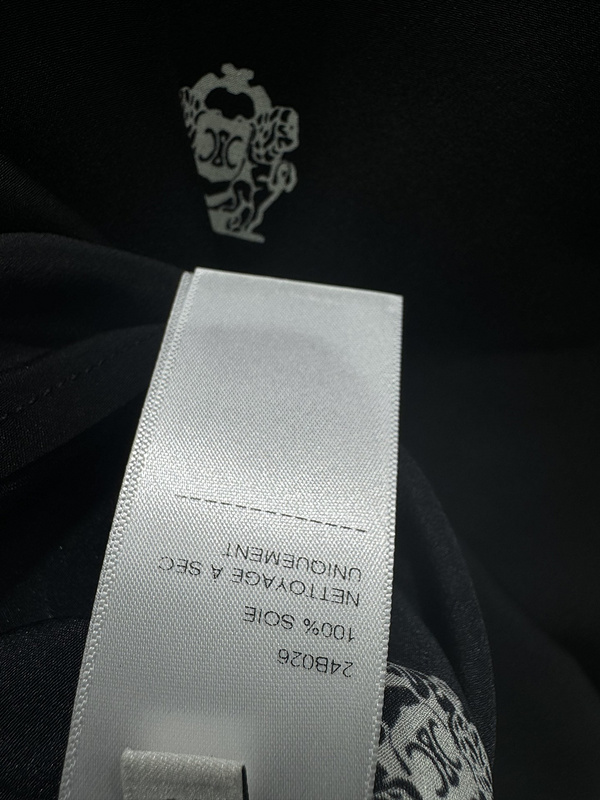 24B026
100% SOIE
NETTOYAGE À SEC
UNIQUEMENT